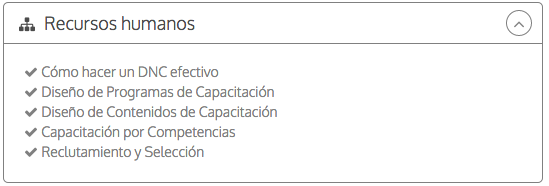 Recursos humanos
Cómo hacer un DNC efectivo
Diseño de Programas de Capacitación
Diseño de Contenidos de Capacitación
Capacitación por Competencias
Reclutamiento y Selección